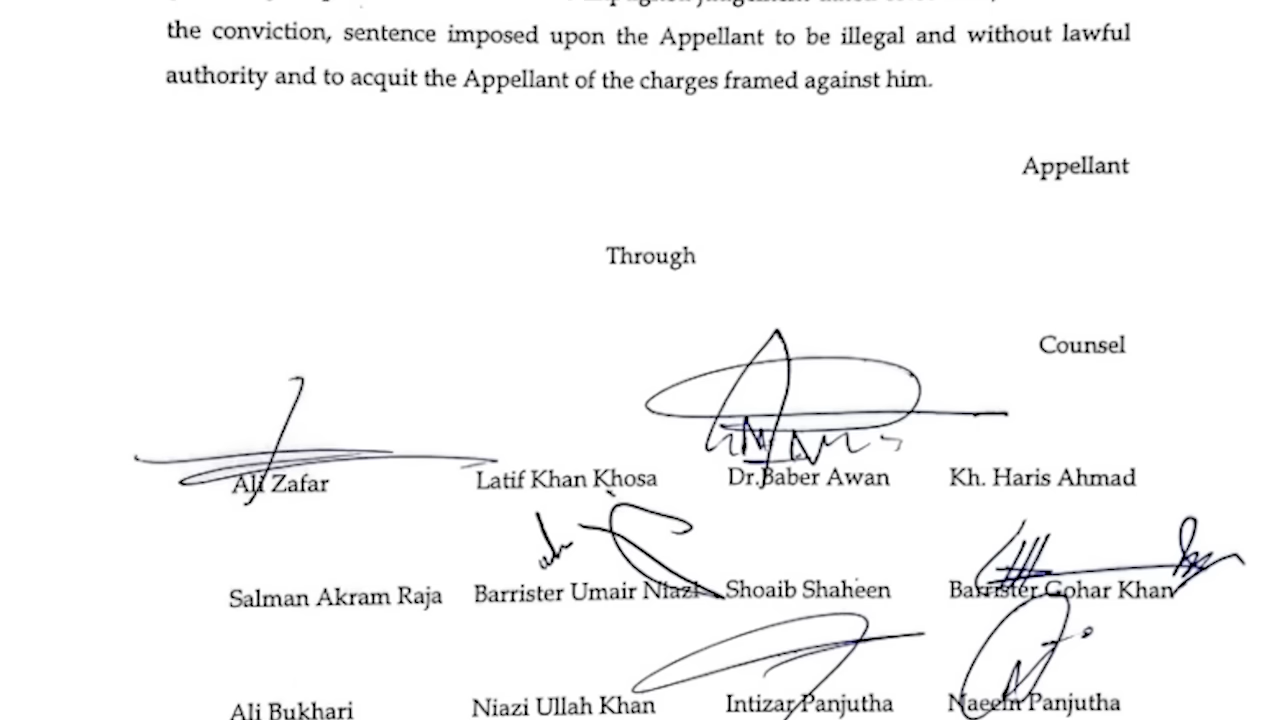 the conviction, sentence imposed upon the Appellant to be illegal and without lawful
authority and to acquit the Appellant of the charges framed against him.
Appellant
Through
Counsel
Ali Zafar Latif Khan Khosa Dr.Baber Awan Kh. Haris Ahmad
Salman Akram Raja Barrister Umair Niazi Shoaib Shaheen Barrister Gohar Khan
Ali Bukhari Niazi Ullah Khan Intizar Panjutha Naeem Panjutha